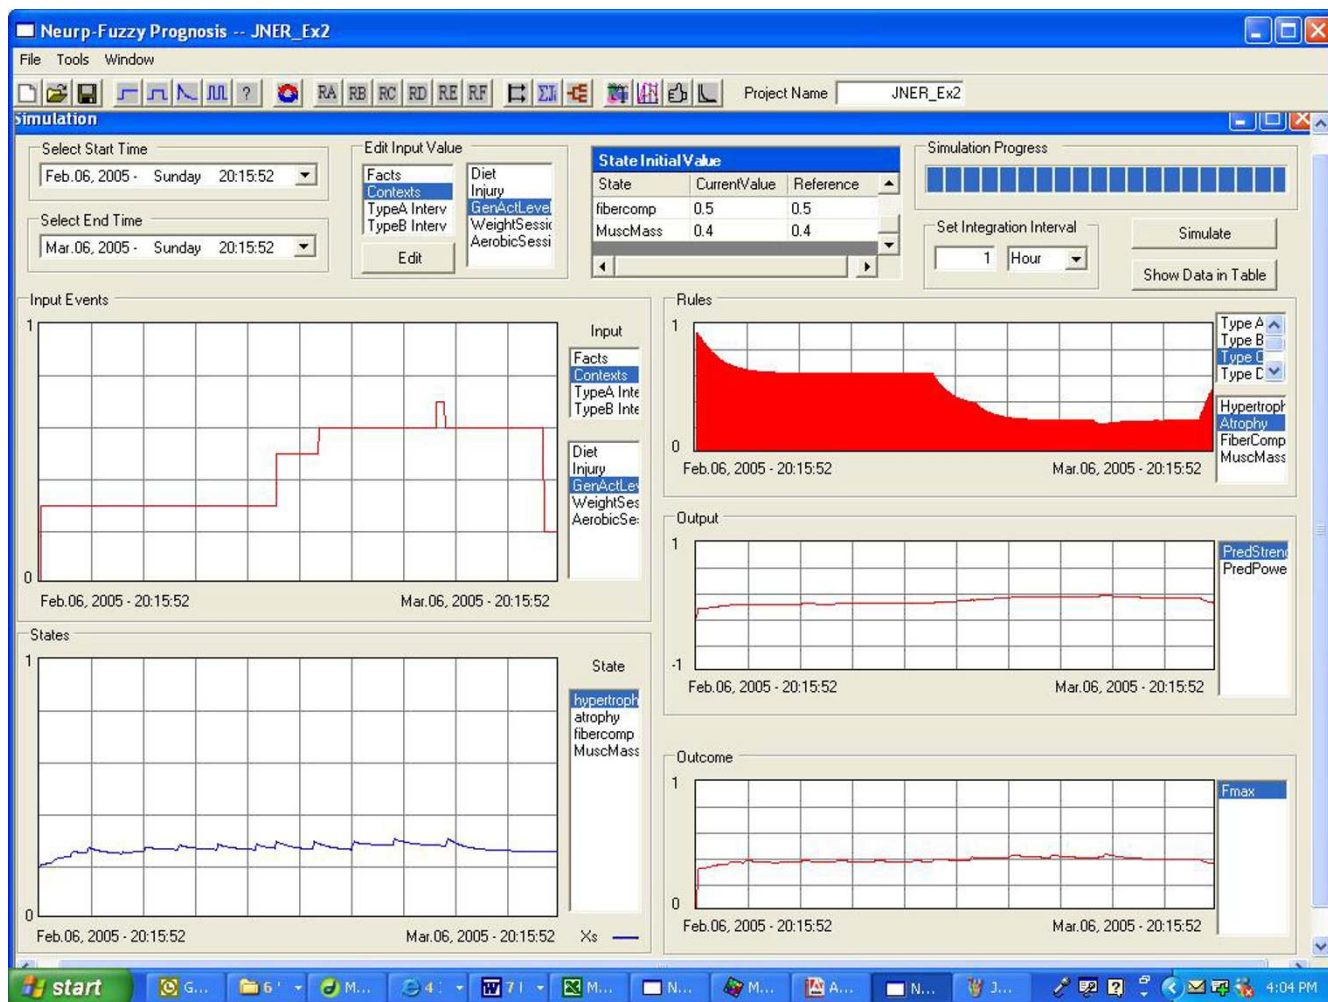 Neurp-Fuzzy Prognosis -- JNER_Ex2
File Tools Window
? RA RB RC RD RE RF Project Name JNER_Ex2
Simulation
Select Start Time
Feb.06, 2005 - Sunday 20:15:52
Select End Time
Mar.06, 2005 - Sunday 20:15:52
Edit Input Value
Facts
Contexts
TypeA Interv
TypeB Interv
Edit
Diet
Injury
GenActLevel
WeightSessic
AerobicSessi
State Initial Value
State CurrentValue Reference
fibercomp 0.5 0.5
MuscMass 0.4 0.4
Simulation Progress
Set Integration Interval
1 Hour
Simulate
Show Data in Table
Input Events
1
0
Feb.06, 2005 - 20:15:52 Mar.06, 2005 - 20:15:52
Input
Facts
Contexts
TypeA Inte
TypeB Inte
Diet
Injury
GenActLev
WeightSes
AerobicSe
Rules
1
0
Feb.06, 2005 - 20:15:52 Mar.06, 2005 - 20:15:52
Type A
Type B
Type C
Type D
Hypertroph
Atrophy
FiberComp
MuscMass
Output
1
-1
Feb.06, 2005 - 20:15:52 Mar.06, 2005 - 20:15:52
PredStreng
PredPowe
States
1
0
Feb.06, 2005 - 20:15:52 Mar.06, 2005 - 20:15:52 Xs
State
hypertroph
atrophy
fibercomp
MuscMass
Outcome
1
0
Feb.06, 2005 - 20:15:52 Mar.06, 2005 - 20:15:52
Fmax
start G... 6 M... 4 7 M... N... M... A... N... J... 4:04 PM